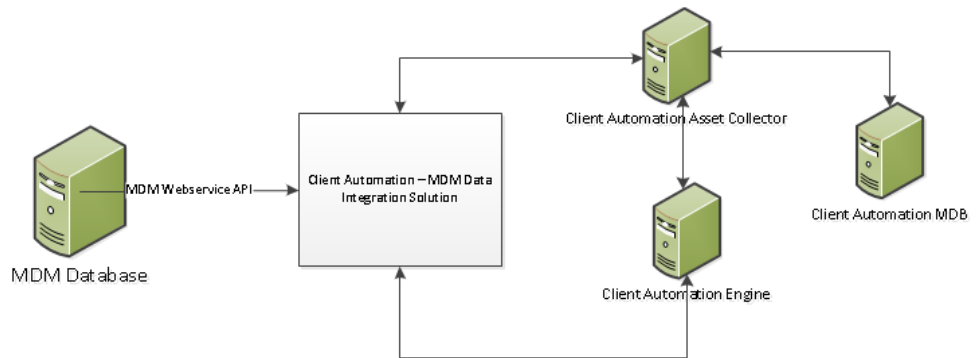 Client Automation Asset Collector
MDM Webservice API
Client Automation – MDM Data
Integration Solution
Client Automation MDB
MDM Database
Client Automation Engine